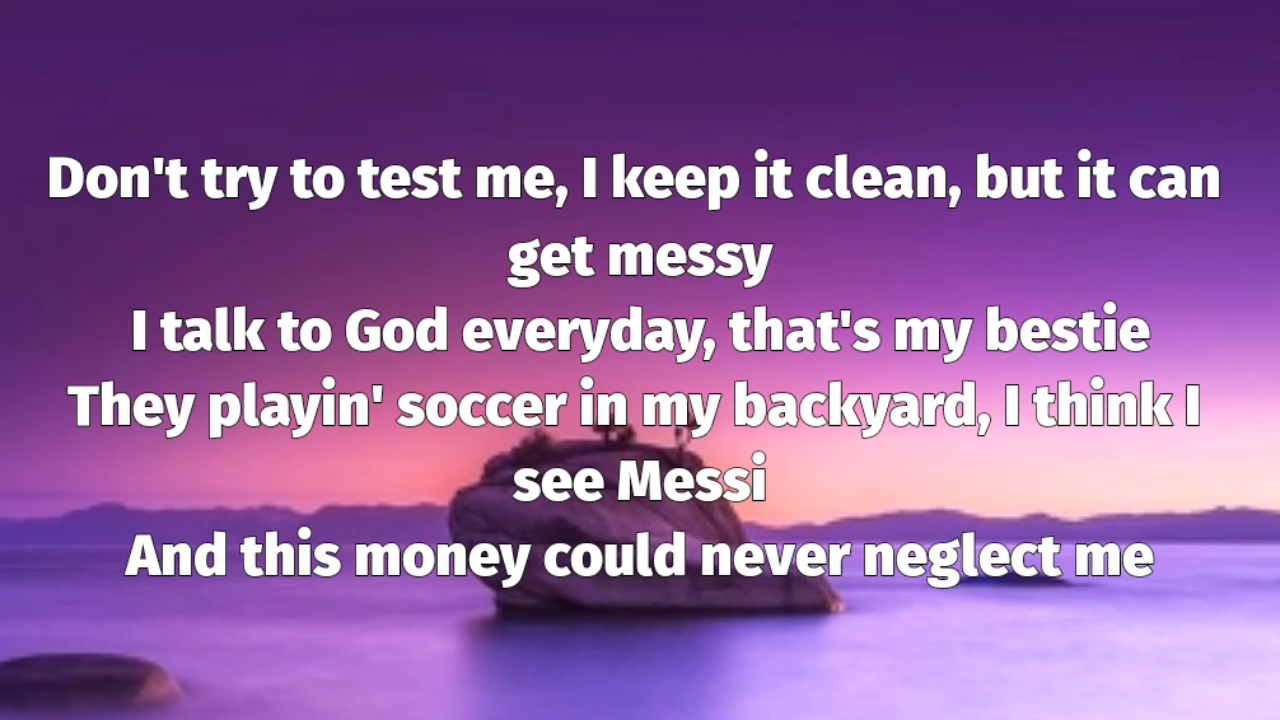 Don't try to test me, I keep it clean, but it can
get messy
I talk to God everyday, that's my bestie
They playin' soccer in my backyard, I think I
see Messi
And this money could never neglect me